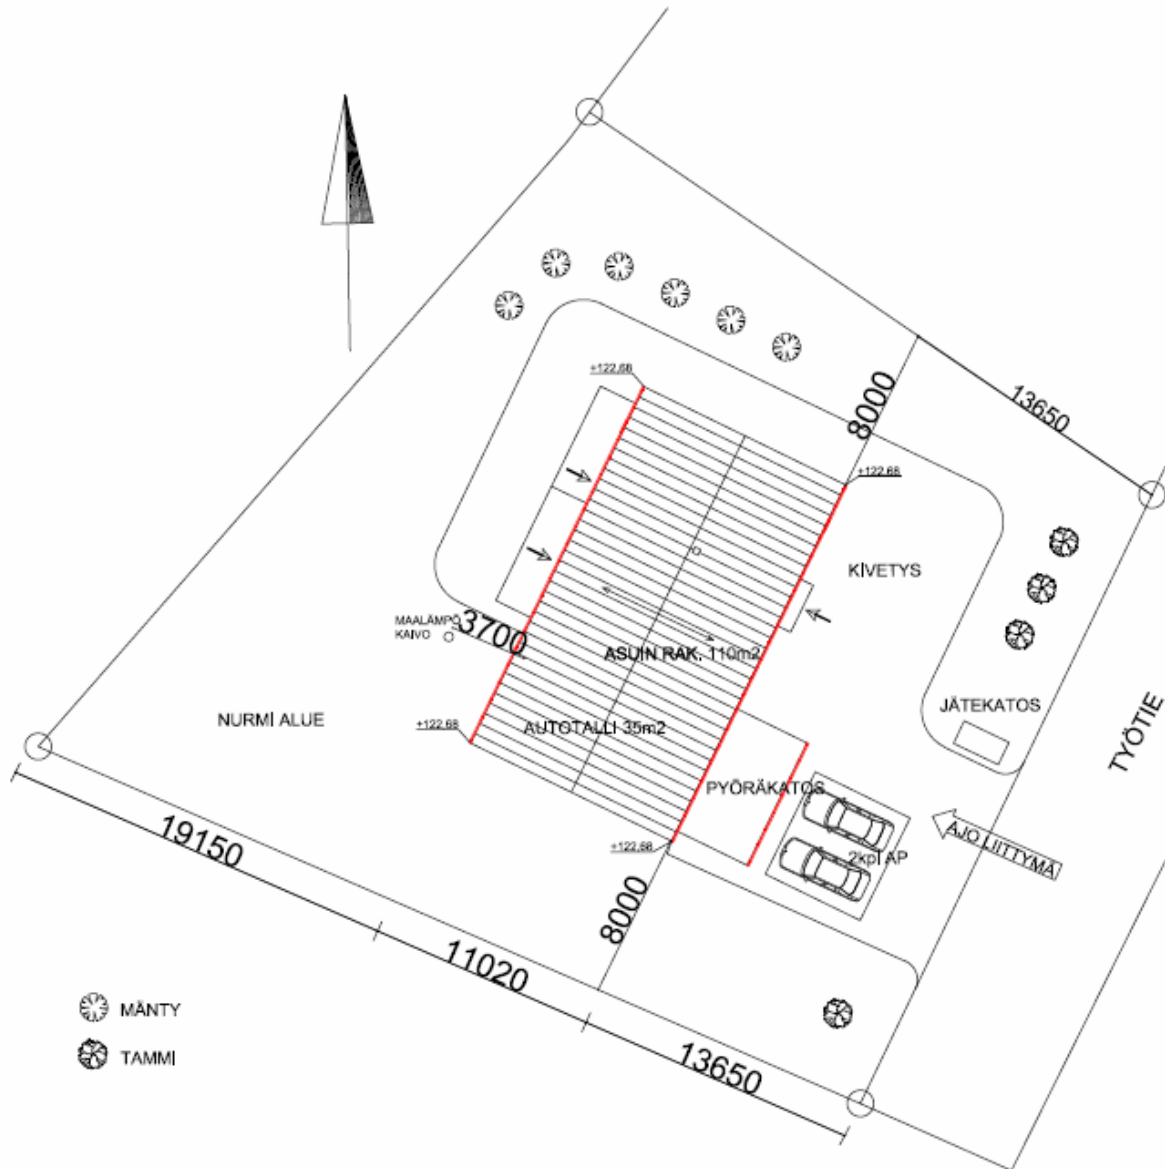 +122,68
8000
13650
+122,68
KIVETYS
MAALÄMPÖ
KAIVO
3700
ASUIN RAK. 110m2
NURMI ALUE
+122,68
AUTOTALLI 35m2
JÄTEKATOS
TYÖTIE
PYÖRÄKATOS
AJO LIITTYMÄ
+122,68
2kpl AP
19150
8000
11020
13650
MÄNTY
TAMMI